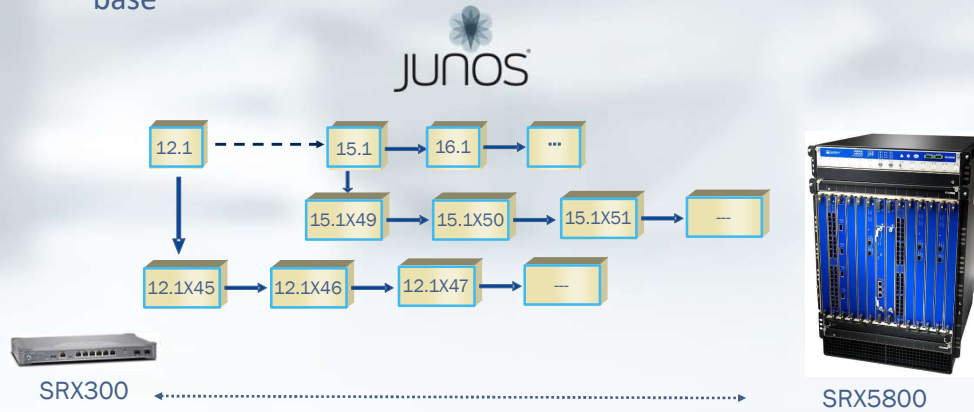 base
JUNOS
12.1
15.1
16.1
...
15.1X49
15.1X50
15.1X51
---
12.1X45
12.1X46
12.1X47
---
SRX300
SRX5800